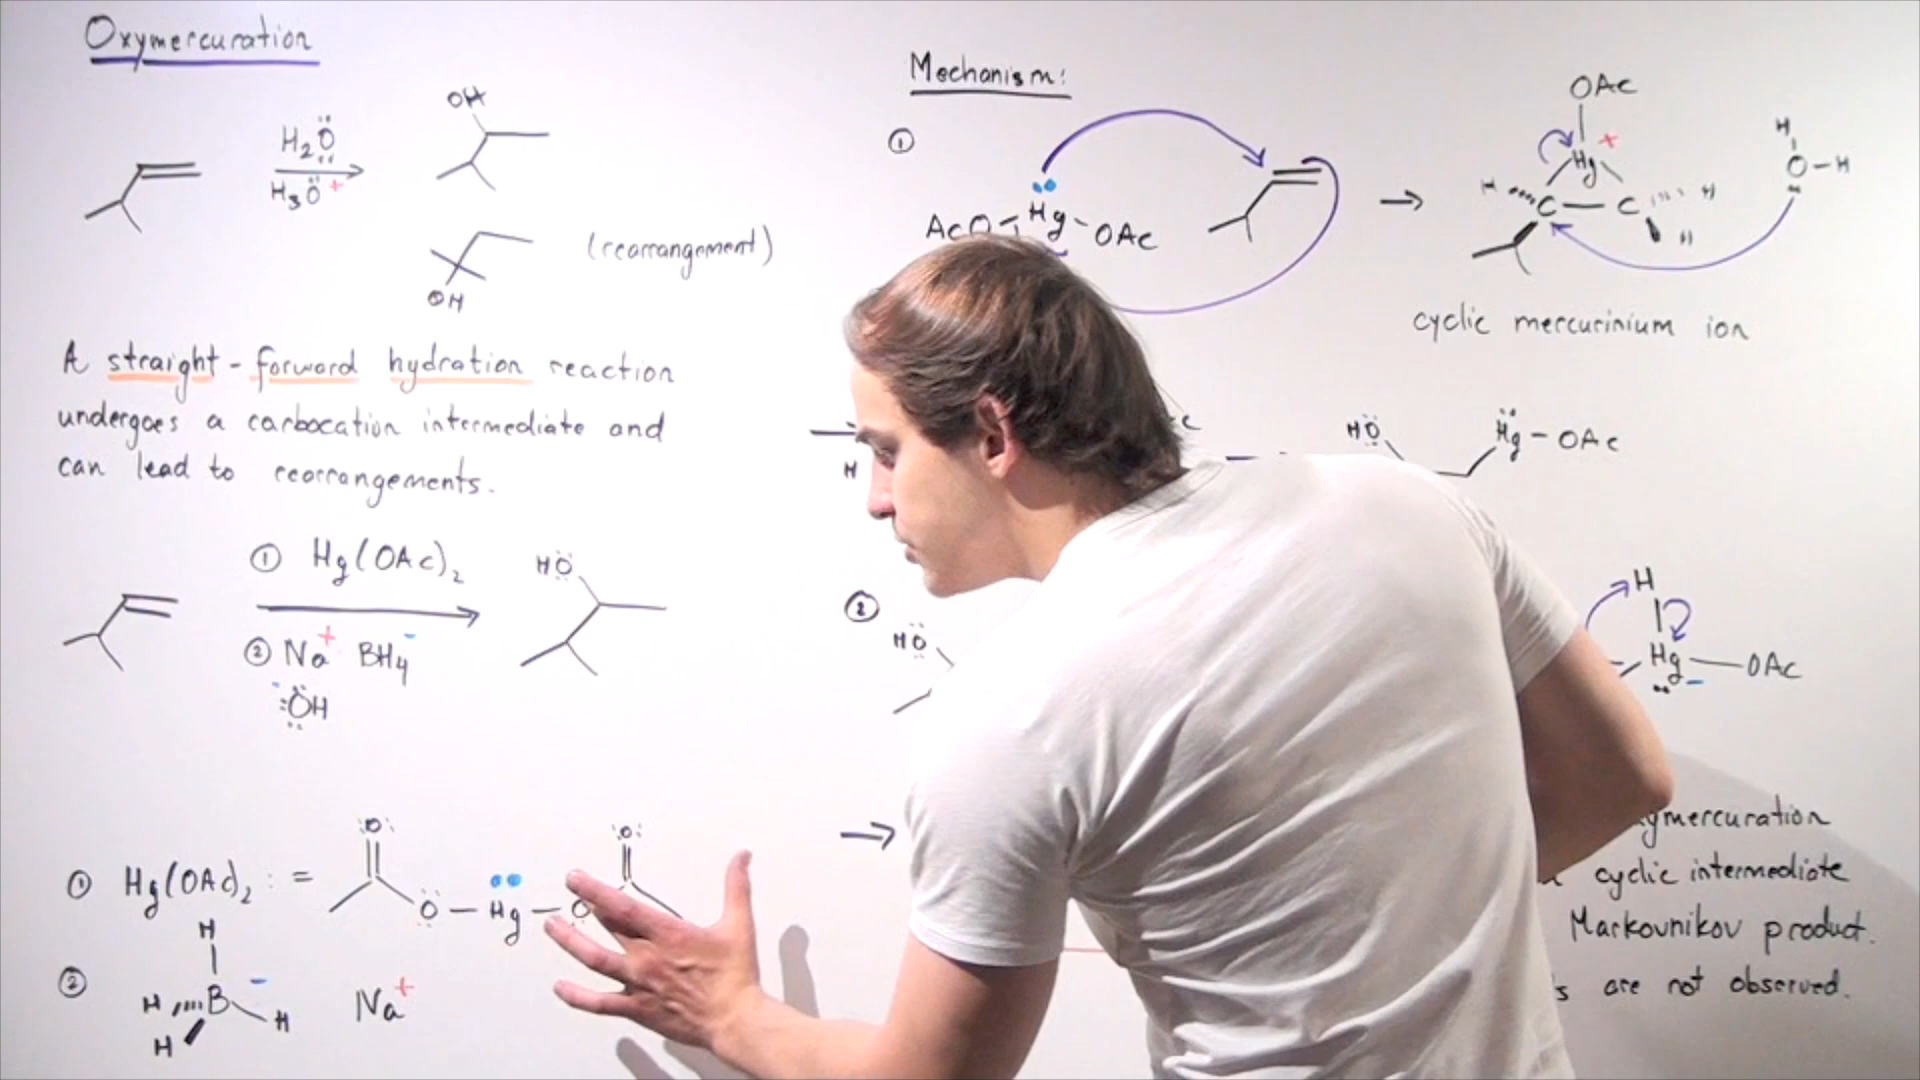 Oxymercuration
OH
H2O
H3O+
(rearrangement)
OH
A straight-forward hydration reaction
undergoes a carbocation intermediate and
can lead to rearrangements.
① Hg(OAc)2
HO
② Na+ BH4-
-OH
① Hg(OAc)2 =
O
O
O - Hg - O
② H
H B - H
H
Na+
Mechanism:
①
AcO - Hg - OAc
OAc
Hg +
H C - C H
H
H
O - H
cyclic mercurinium ion
H
HO
Hg - OAc
②
HO
H
Hg - OAc
-
cyclic intermediate
Markovnikov product.
are not observed.